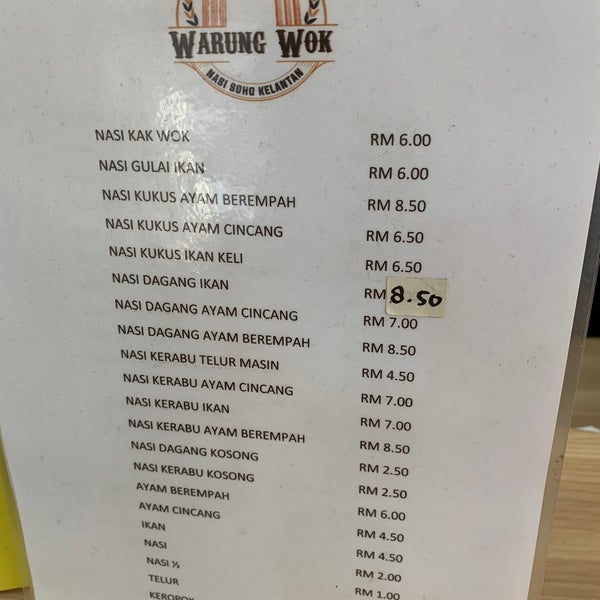 WARUNG WOK
NASI SOHO KELANTAN
NASI KAK WOK RM 6.00
NASI GULAI IKAN RM 6.00
NASI KUKUS AYAM BEREMPAH RM 8.50
NASI KUKUS AYAM CINCANG RM 6.50
NASI KUKUS IKAN KELI RM 6.50
NASI DAGANG IKAN RM 8.50
NASI DAGANG AYAM CINCANG RM 7.00
NASI DAGANG AYAM BEREMPAH RM 8.50
NASI KERABU TELUR MASIN RM 4.50
NASI KERABU AYAM CINCANG RM 7.00
NASI KERABU IKAN RM 7.00
NASI KERABU AYAM BEREMPAH RM 8.50
NASI DAGANG KOSONG RM 2.50
NASI KERABU KOSONG RM 2.50
AYAM BEREMPAH RM 6.00
AYAM CINCANG RM 4.50
IKAN RM 4.50
NASI RM 2.00
NASI ½ RM 1.00
TELUR
KEROPOK